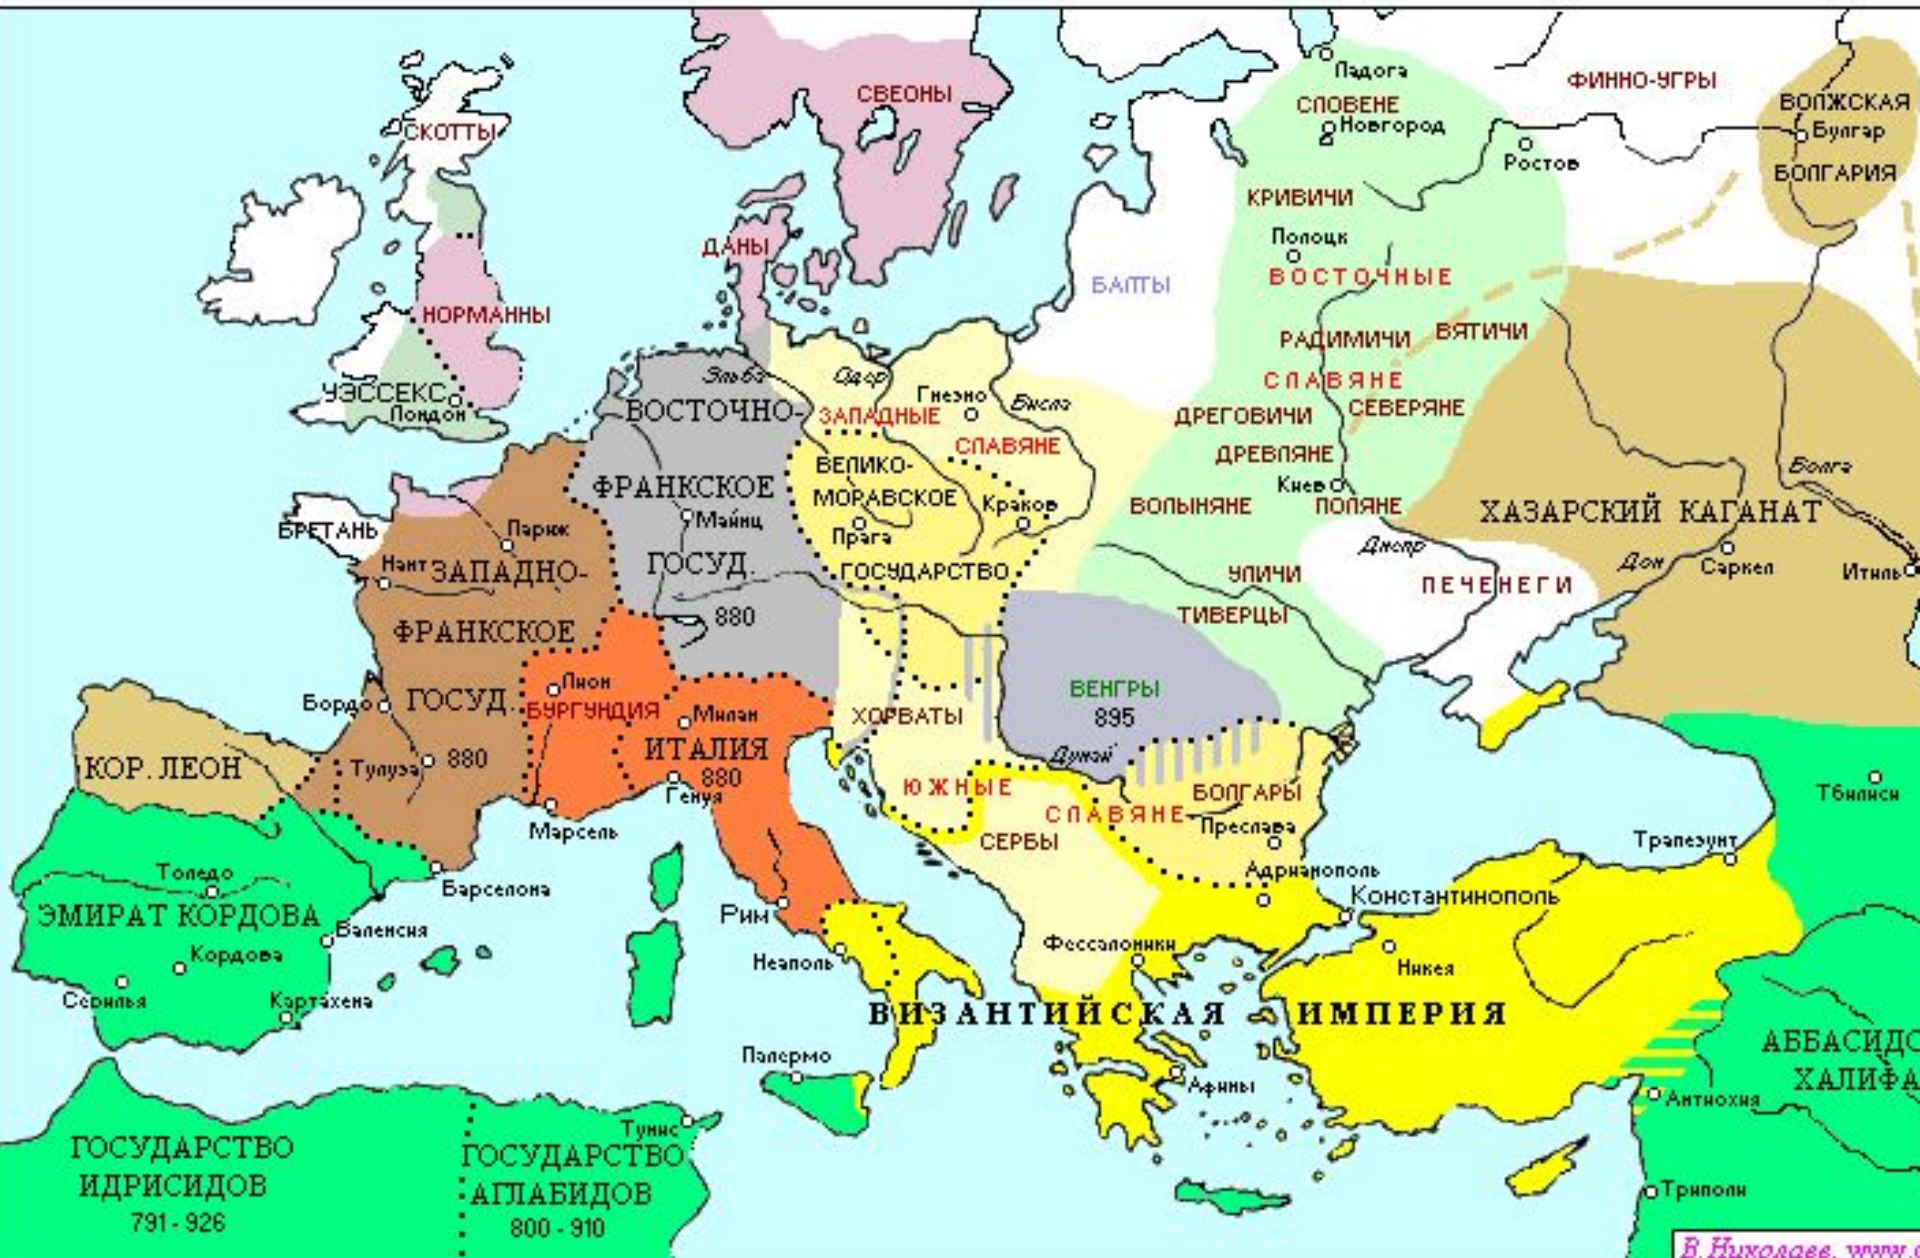 СВЕОНЫ
Ладога
ФИННО-УГРЫ
СЛОВЕНЕ
ВОЛЖСКАЯ
СКОТТЫ
Новгород
Булгар
Ростов
БОЛГАРИЯ
КРИВИЧИ
ДАНЫ
Полоцк
ВОСТОЧНЫЕ
БАЛТЫ
НОРМАННЫ
РАДИМИЧИ
ВЯТИЧИ
СЛАВЯНЕ
Эльба
Одер
Гнезно
Висла
УЭССЕКС
Лондон
ВОСТОЧНО-
ЗАПАДНЫЕ
ДРЕГОВИЧИ
СЕВЕРЯНЕ
СЛАВЯНЕ
ДРЕВЛЯНЕ
ВЕЛИКО-
Волга
ФРАНКСКОЕ
МОРАВСКОЕ
Киев
Краков
ВОЛЫНЯНЕ
ПОЛЯНЕ
ХАЗАРСКИЙ КАГАНАТ
Майнц
БРЕТАНЬ
Париж
Прага
Днепр
Нант
ЗАПАДНО-
ГОСУД.
ГОСУДАРСТВО
УЛИЧИ
ПЕЧЕНЕГИ
Дон
Саркел
Итиль
880
ТИВЕРЦЫ
ФРАНКСКОЕ
Лион
ВЕНГРЫ
895
Бордо
ГОСУД.
БУРГУНДИЯ
Милан
ХОРВАТЫ
ИТАЛИЯ
880
Дунай
КОР. ЛЕОН
Тулуза
880
Генуя
ЮЖНЫЕ
БОЛГАРЫ
Тбилиси
СЛАВЯНЕ
Марсель
Преслава
СЕРБЫ
Трапезунт
Толедо
Барселона
Адрианополь
Константинополь
ЭМИРАТ КОРДОВА
Рим
Валенсия
Фессалоники
Кордова
Неаполь
Никея
Севилья
Картахена
ВИЗАНТИЙСКАЯ ИМПЕРИЯ
Палермо
АББАСИДС
ХАЛИФА
Афины
Антиохия
Тунис
ГОСУДАРСТВО
ИДРИСИДОВ
791 - 926
ГОСУДАРСТВО
АГЛАБИДОВ
800 - 910
Триполи
В.Николаев, www.